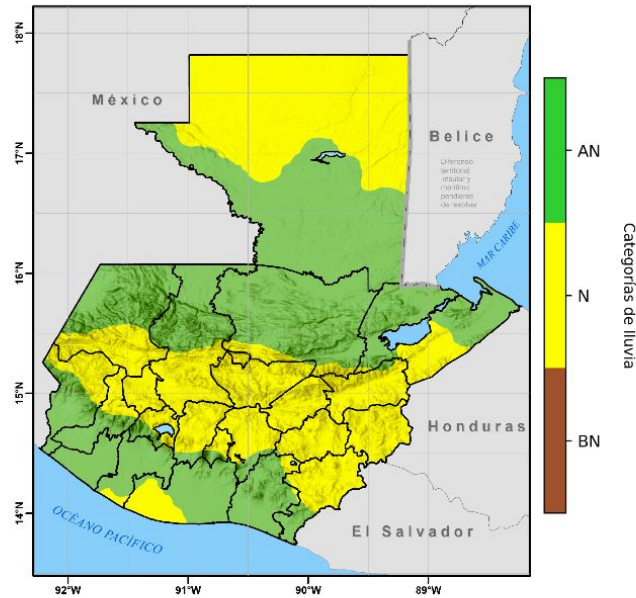 18°N
17°N
16°N
15°N
14°N
92°W
91°W
90°W
89°W
México
Belice
Diferendo
territorial
insular y
marítimo
pendiente
de resolver
MAR CARIBE
Honduras
El Salvador
OCÉANO PACÍFICO
AN
N
BN
Categorías de lluvia